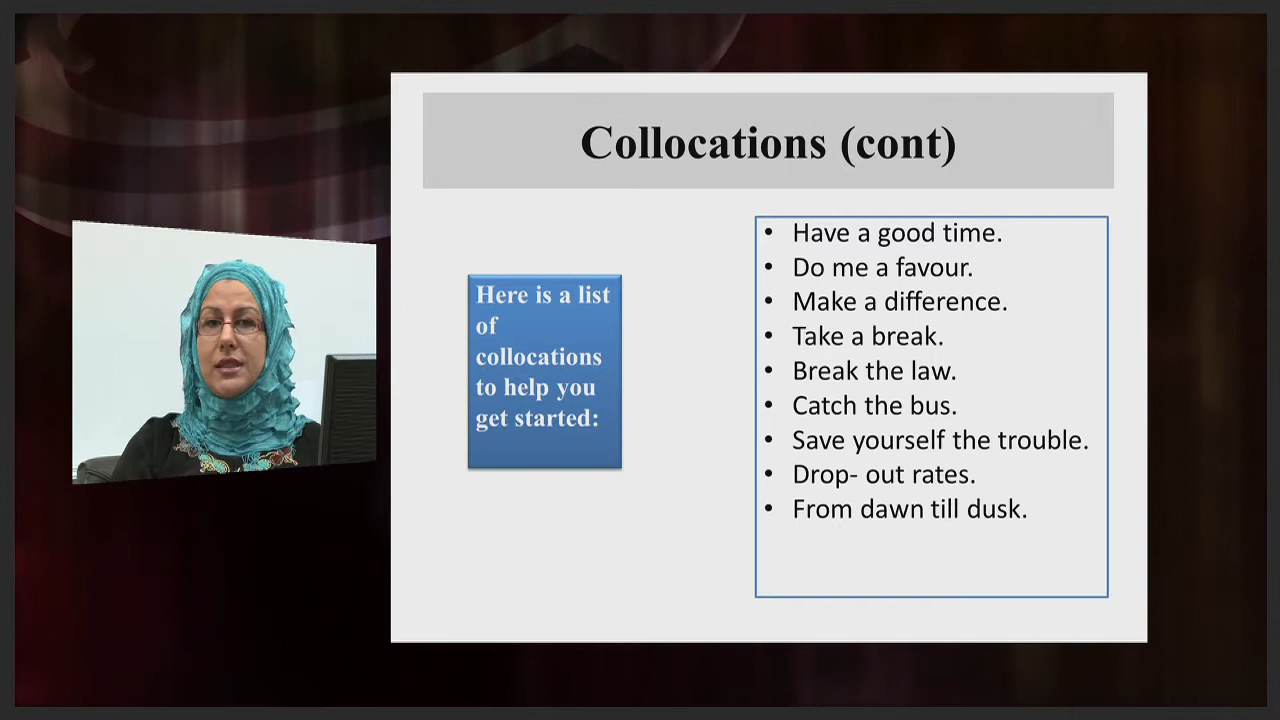 Collocations (cont)
Here is a list
of
collocations
to help you
get started:
• Have a good time.
• Do me a favour.
• Make a difference.
• Take a break.
• Break the law.
• Catch the bus.
• Save yourself the trouble.
• Drop- out rates.
• From dawn till dusk.